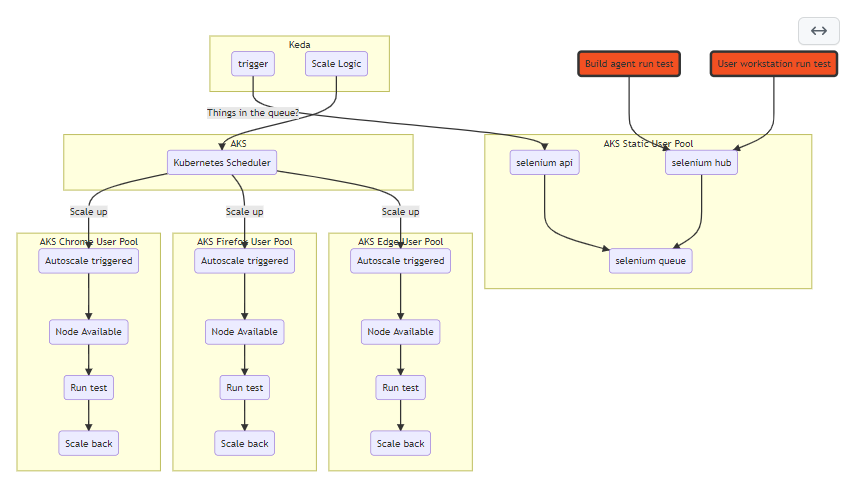 Keda
trigger
Scale Logic
Build agent run test
User workstation run test
Things in the queue?
AKS
Kubernetes Scheduler
AKS Static User Pool
selenium api
selenium hub
Scale up
Scale up
Scale up
AKS Chrome User Pool
AKS Firefox User Pool
AKS Edge User Pool
Autoscale triggered
Autoscale triggered
Autoscale triggered
selenium queue
Node Available
Node Available
Node Available
Run test
Run test
Run test
Scale back
Scale back
Scale back